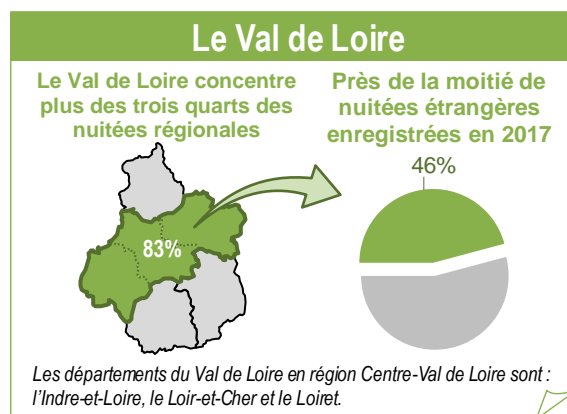 Le Val de Loire
Le Val de Loire concentre
plus des trois quarts des
nuitées régionales
Près de la moitié de
nuitées étrangères
enregistrées en 2017
46%
83%
Les départements du Val de Loire en région Centre-Val de Loire sont :
l'Indre-et-Loire, le Loir-et-Cher et le Loiret.